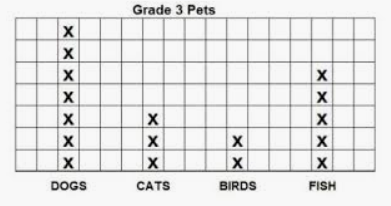 Grade 3 Pets
X
X
X X
X X
X X X
X X X X
X X X X
DOGS CATS BIRDS FISH